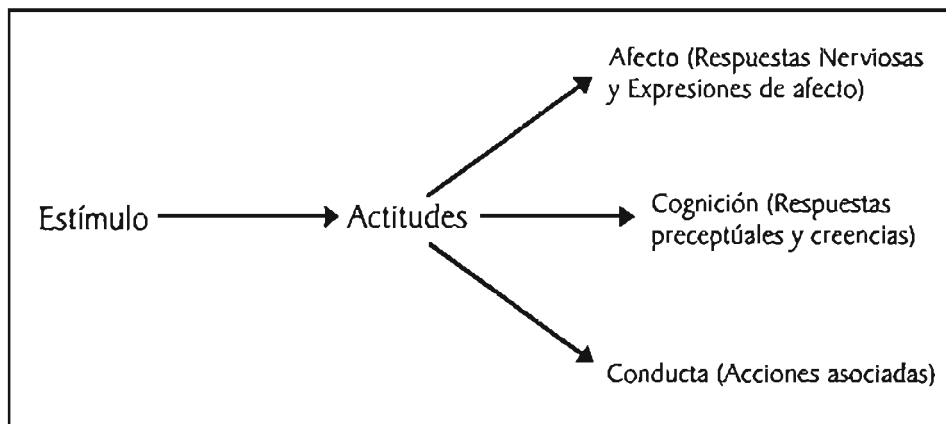 Afecto (Respuestas Nerviosas
y Expresiones de afecto)
Estímulo
Actitudes
Cognición (Respuestas
preceptúales y creencias)
Conducta (Acciones asociadas)